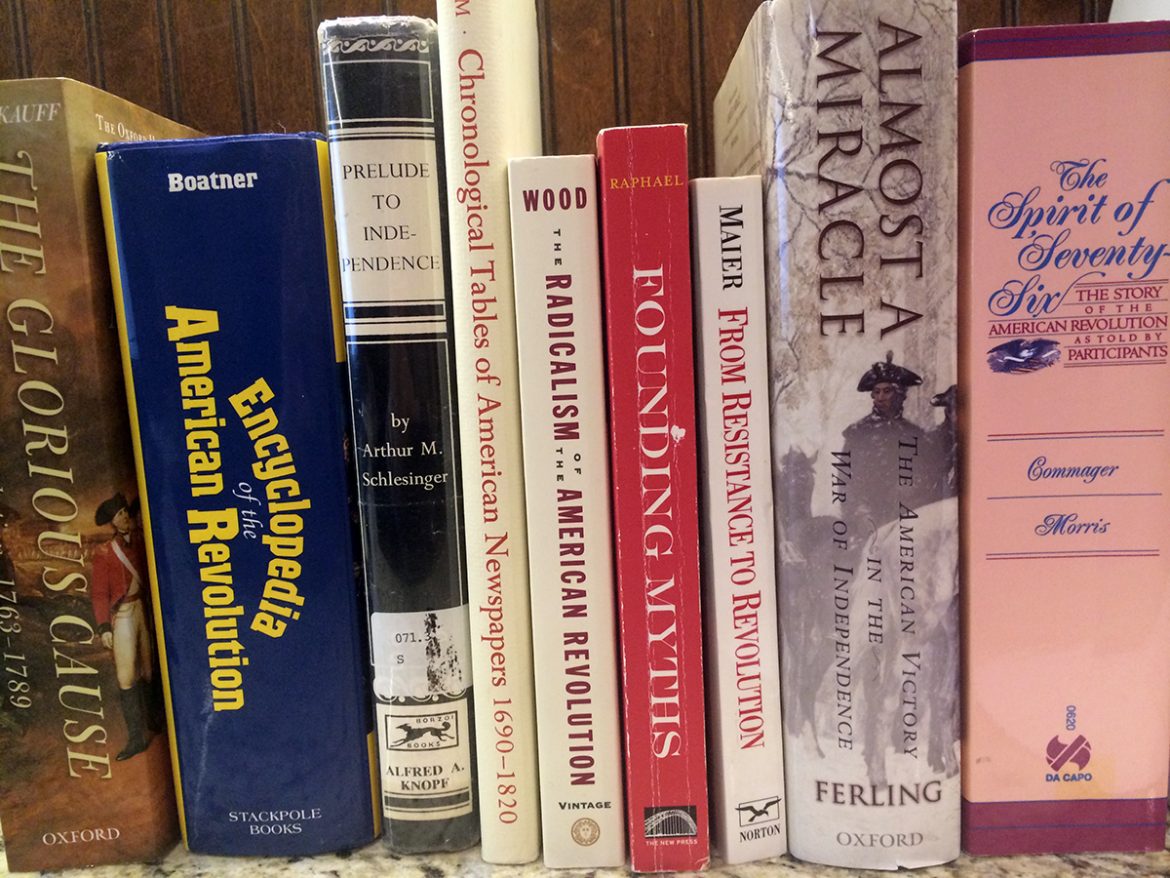 KAUFF
THE OXFORD H
THE GLORIOUS CAUSE
1763-1789
OXFORD
Boatner
Encyclopedia
of the
American Revolution
STACKPOLE
BOOKS
PRELUDE
TO
INDE-
PENDENCE
by
Arthur M.
Schlesinger
071.
S
BORZOI
BOOKS
ALFRED A.
KNOPF
M · Chronological Tables of American Newspapers 1690–1820
WOOD
THE RADICALISM OF THE AMERICAN REVOLUTION
VINTAGE
RAPHAEL
FOUNDING MYTHS
THE NEW PRESS
MAIER
FROM RESISTANCE TO REVOLUTION
NORTON
ALMOST A
MIRACLE
THE AMERICAN VICTORY
IN THE
WAR OF INDEPENDENCE
FERLING
OXFORD
The
Spirit of
Seventy-
Six
THE STORY
OF THE
AMERICAN REVOLUTION
AS TOLD BY
PARTICIPANTS
Commager
Morris
0620
DA CAPO